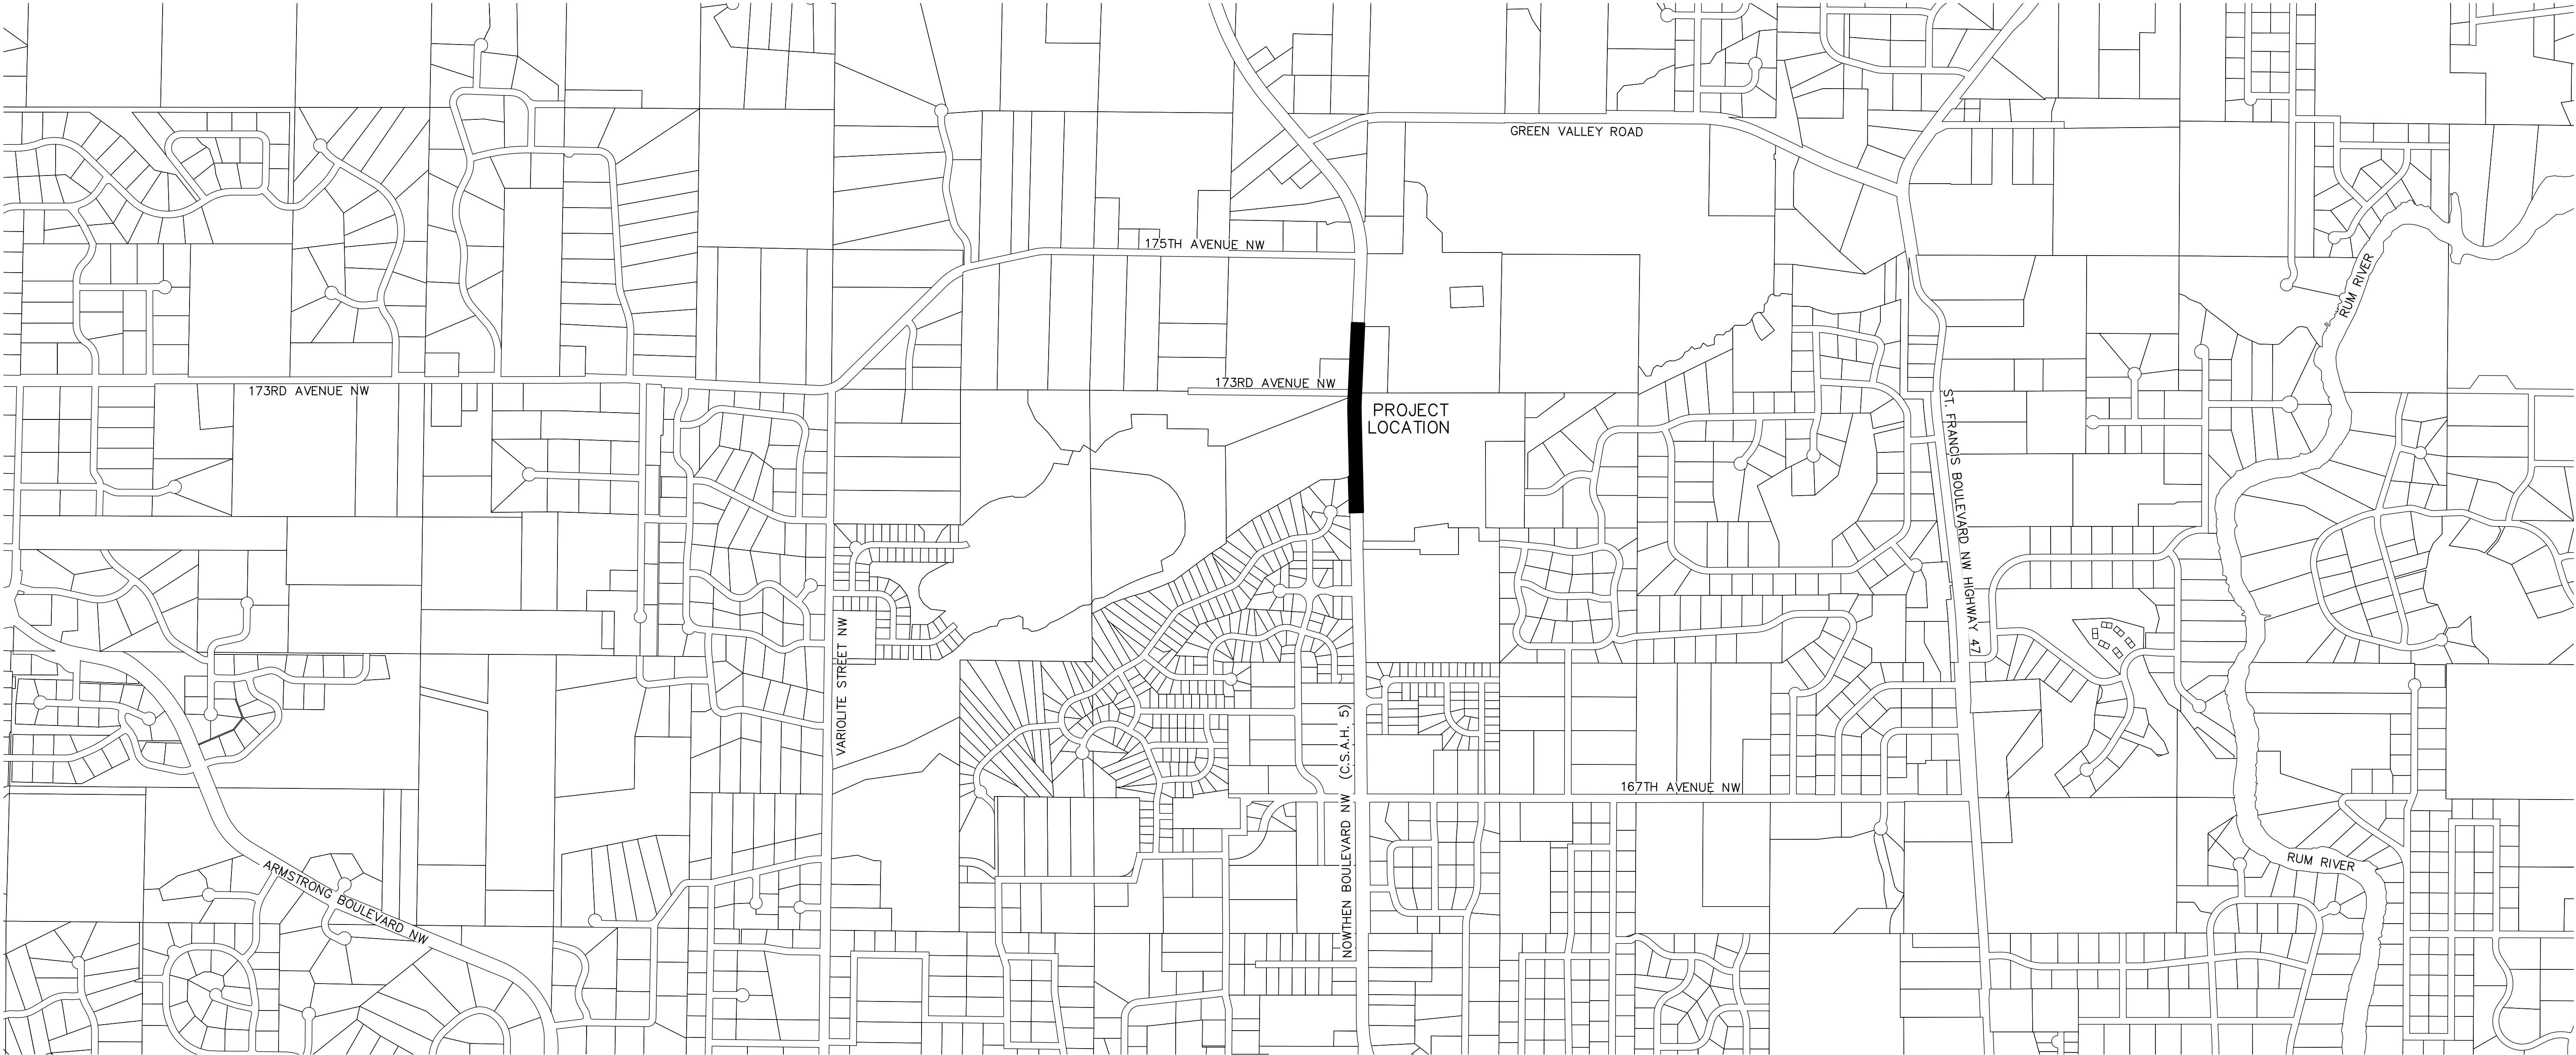 GREEN VALLEY ROAD
175TH AVENUE NW
RUM RIVER
173RD AVENUE NW
173RD AVENUE NW
PROJECT
LOCATION
ST. FRANCIS BOULEVARD NW HIGHWAY 47
VARIOLITE STREET NW
NOWTHEN BOULEVARD NW (C.S.A.H. 5)
167TH AVENUE NW
ARMSTRONG BOULEVARD NW
RUM RIVER